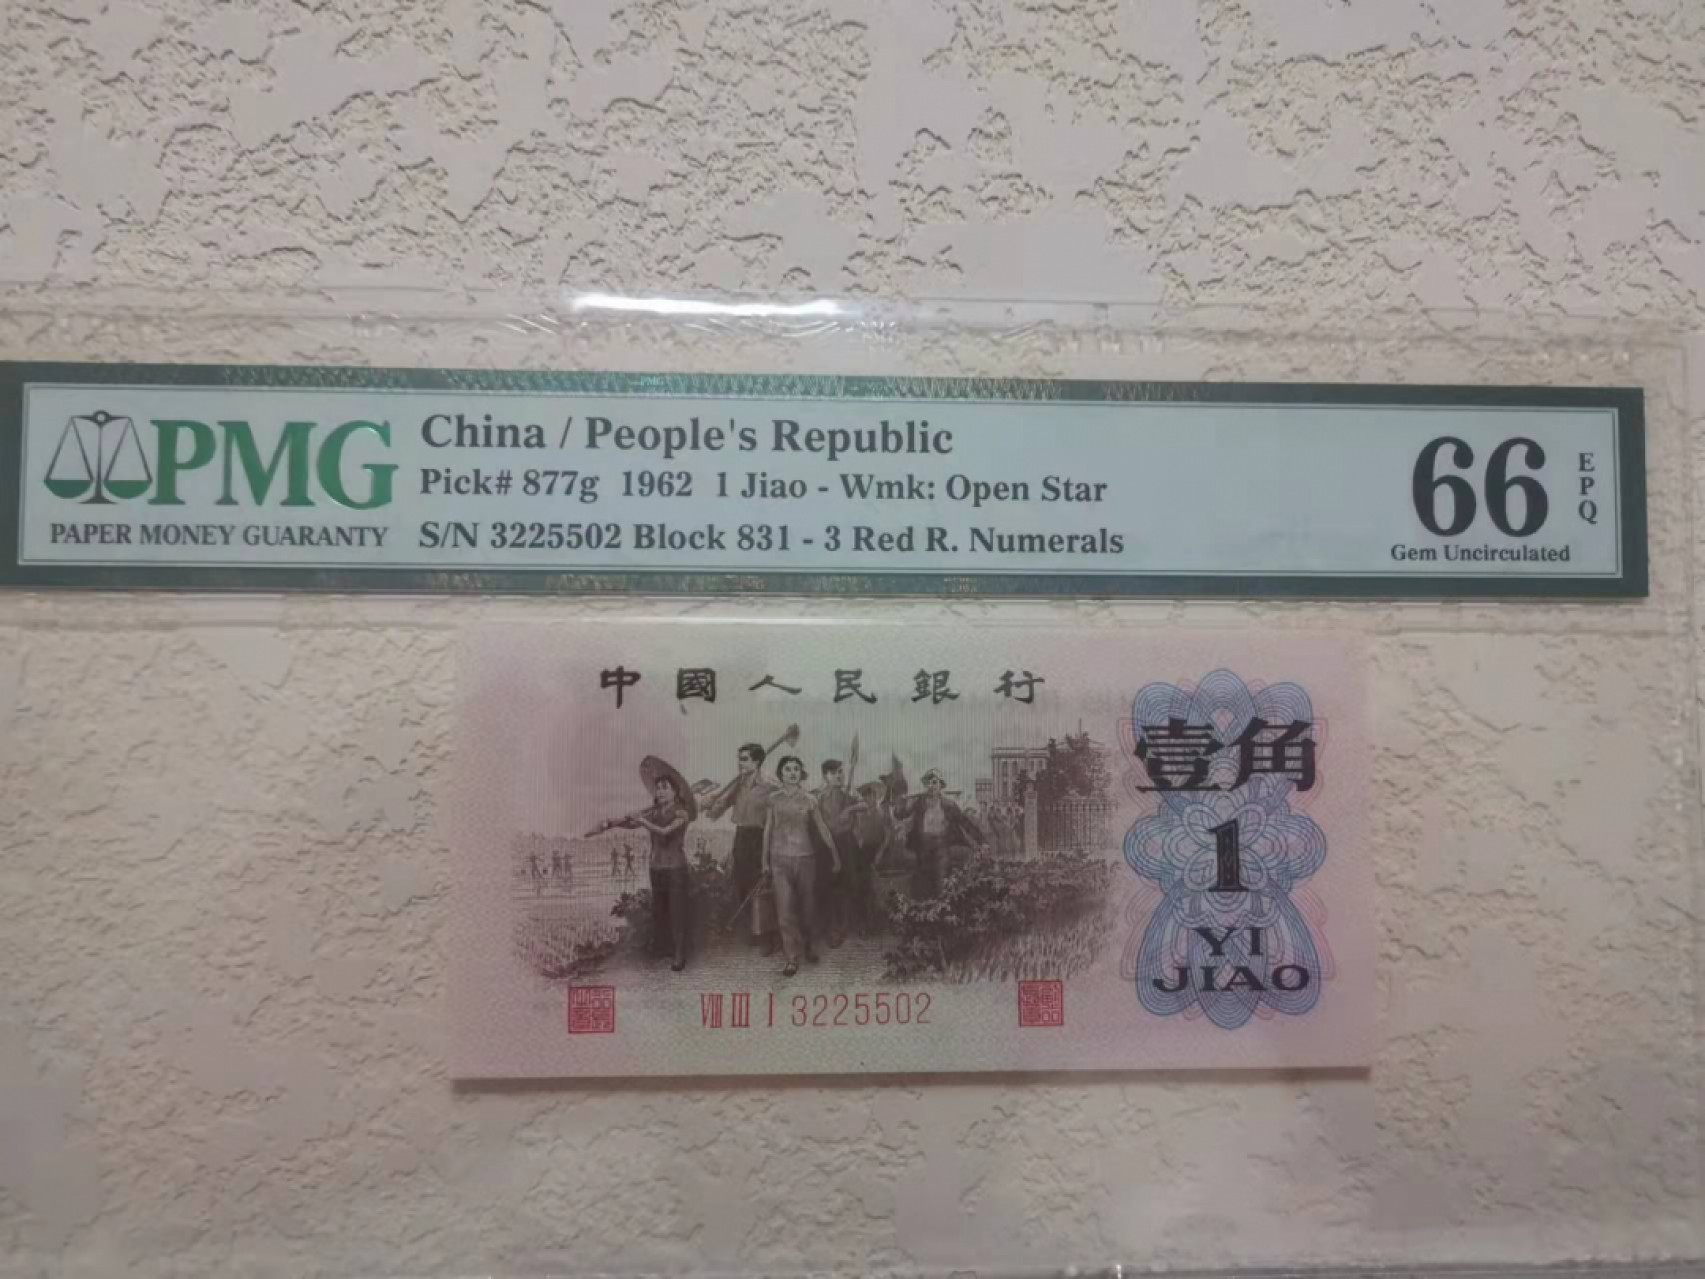 PMG
PAPER MONEY GUARANTY
China / People's Republic
Pick# 877g 1962 1 Jiao - Wmk: Open Star
S/N 3225502 Block 831 - 3 Red R. Numerals
66
EPQ
Gem Uncirculated
中國人民銀行
壹角
1
YI
JIAO
VIII III I 3225502